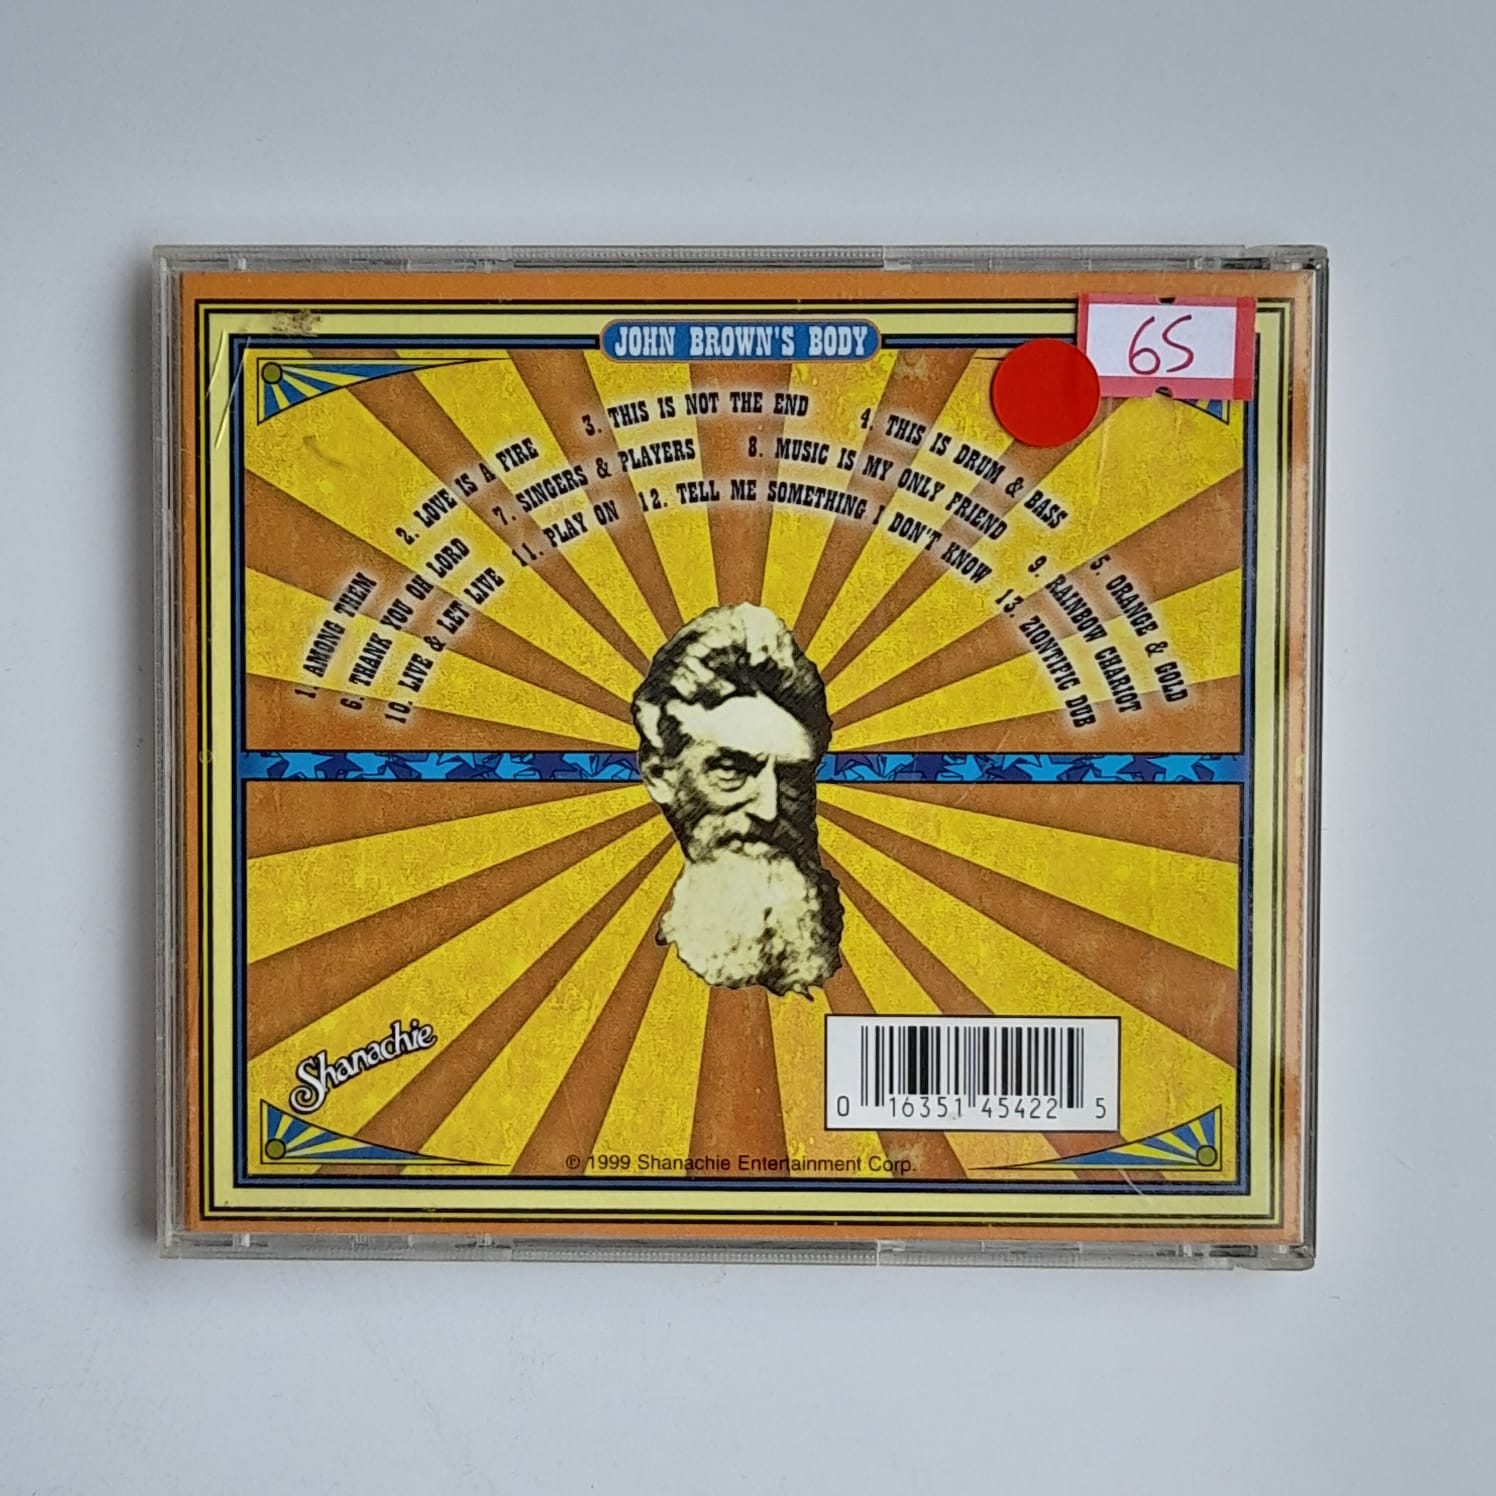 JOHN BROWN'S BODY
65
1. AMONG THEM
2. LOVE IS A FIRE
3. THIS IS NOT THE END
4. THIS IS DRUM & BASS
5. ORANGE & GOLD
6. THANK YOU OH LORD
7. SINGERS & PLAYERS
8. MUSIC IS MY ONLY FRIEND
9. RAINBOW CHARIOT
10. LIVE & LET LIVE
11. PLAY ON
12. TELL ME SOMETHING I DON'T KNOW
13. ZIONTIFIC DUB
Shanachie
0 16351 45422 5
℗ 1999 Shanachie Entertainment Corp.